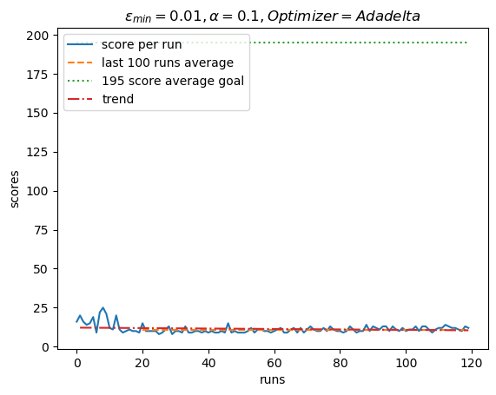 ε_min = 0.01, α = 0.1, Optimizer = Adadelta
200
175
150
125
100
75
50
25
0
scores
score per run
last 100 runs average
195 score average goal
trend
0 20 40 60 80 100 120
runs